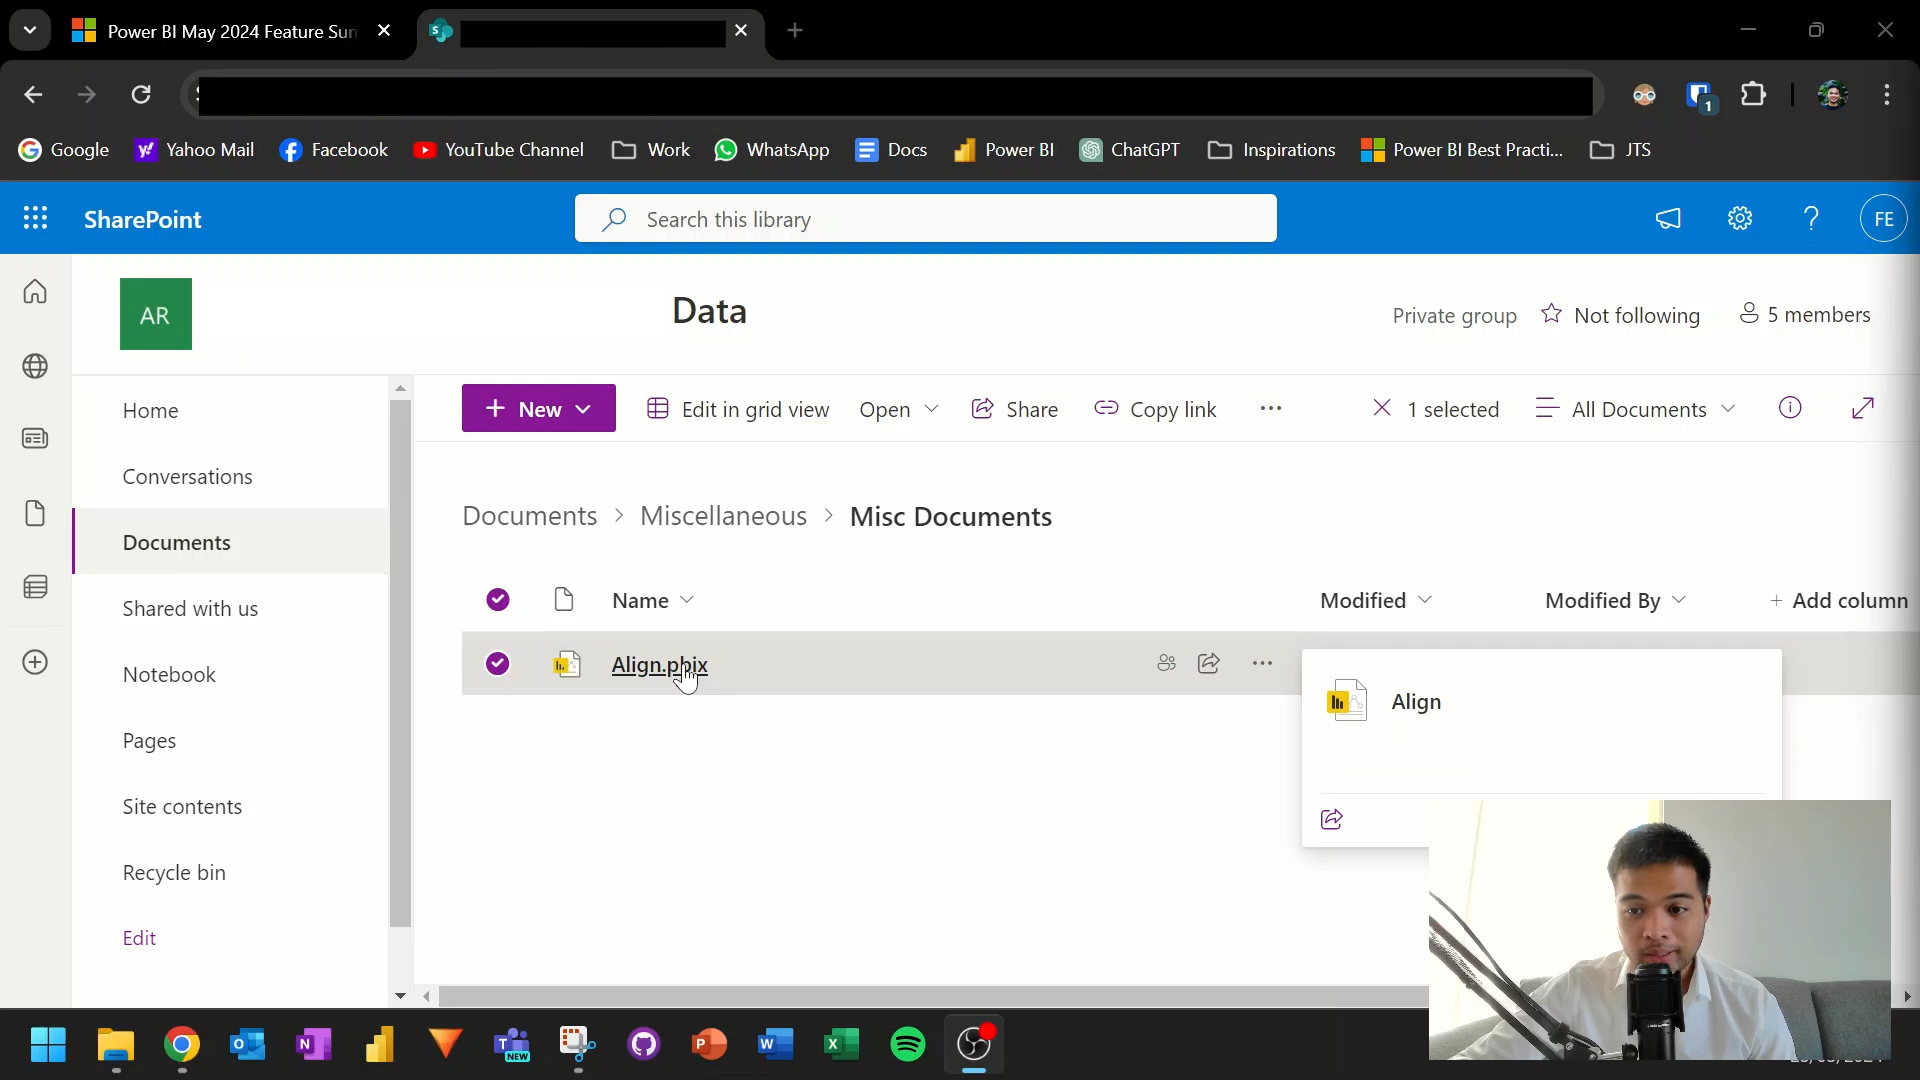 Power BI May 2024 Feature Sum
Google
Yahoo Mail
Facebook
YouTube Channel
Work
WhatsApp
Docs
Power BI
ChatGPT
Inspirations
Power BI Best Practi...
JTS
1
SharePoint
Search this library
FE
AR
Data
Private group
Not following
5 members
Home
Conversations
Documents
Shared with us
Notebook
Pages
Site contents
Recycle bin
Edit
New
Edit in grid view
Open
Share
Copy link
1 selected
All Documents
Documents > Miscellaneous > Misc Documents
Name
Modified
Modified By
Add column
Align.pbix
Align
NEW